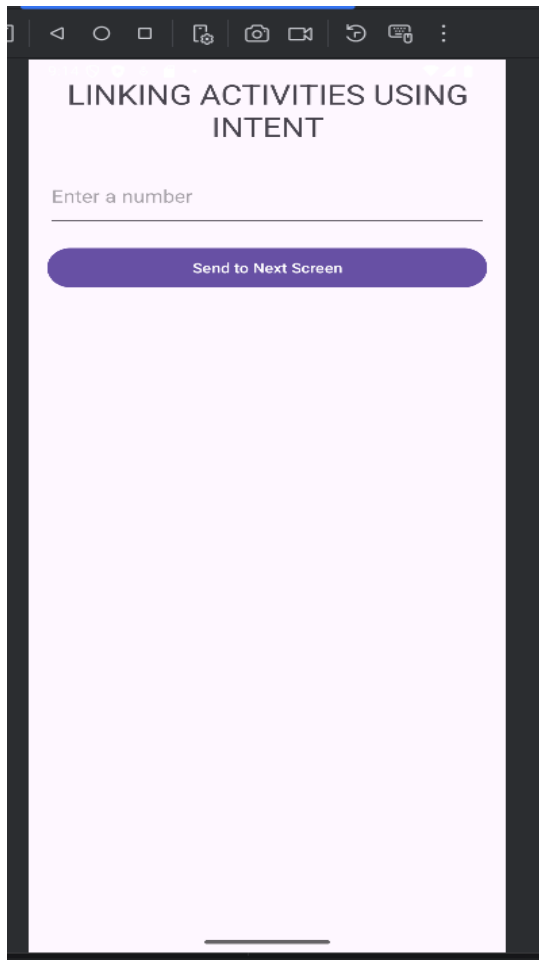 LINKING ACTIVITIES USING
INTENT
Enter a number
Send to Next Screen